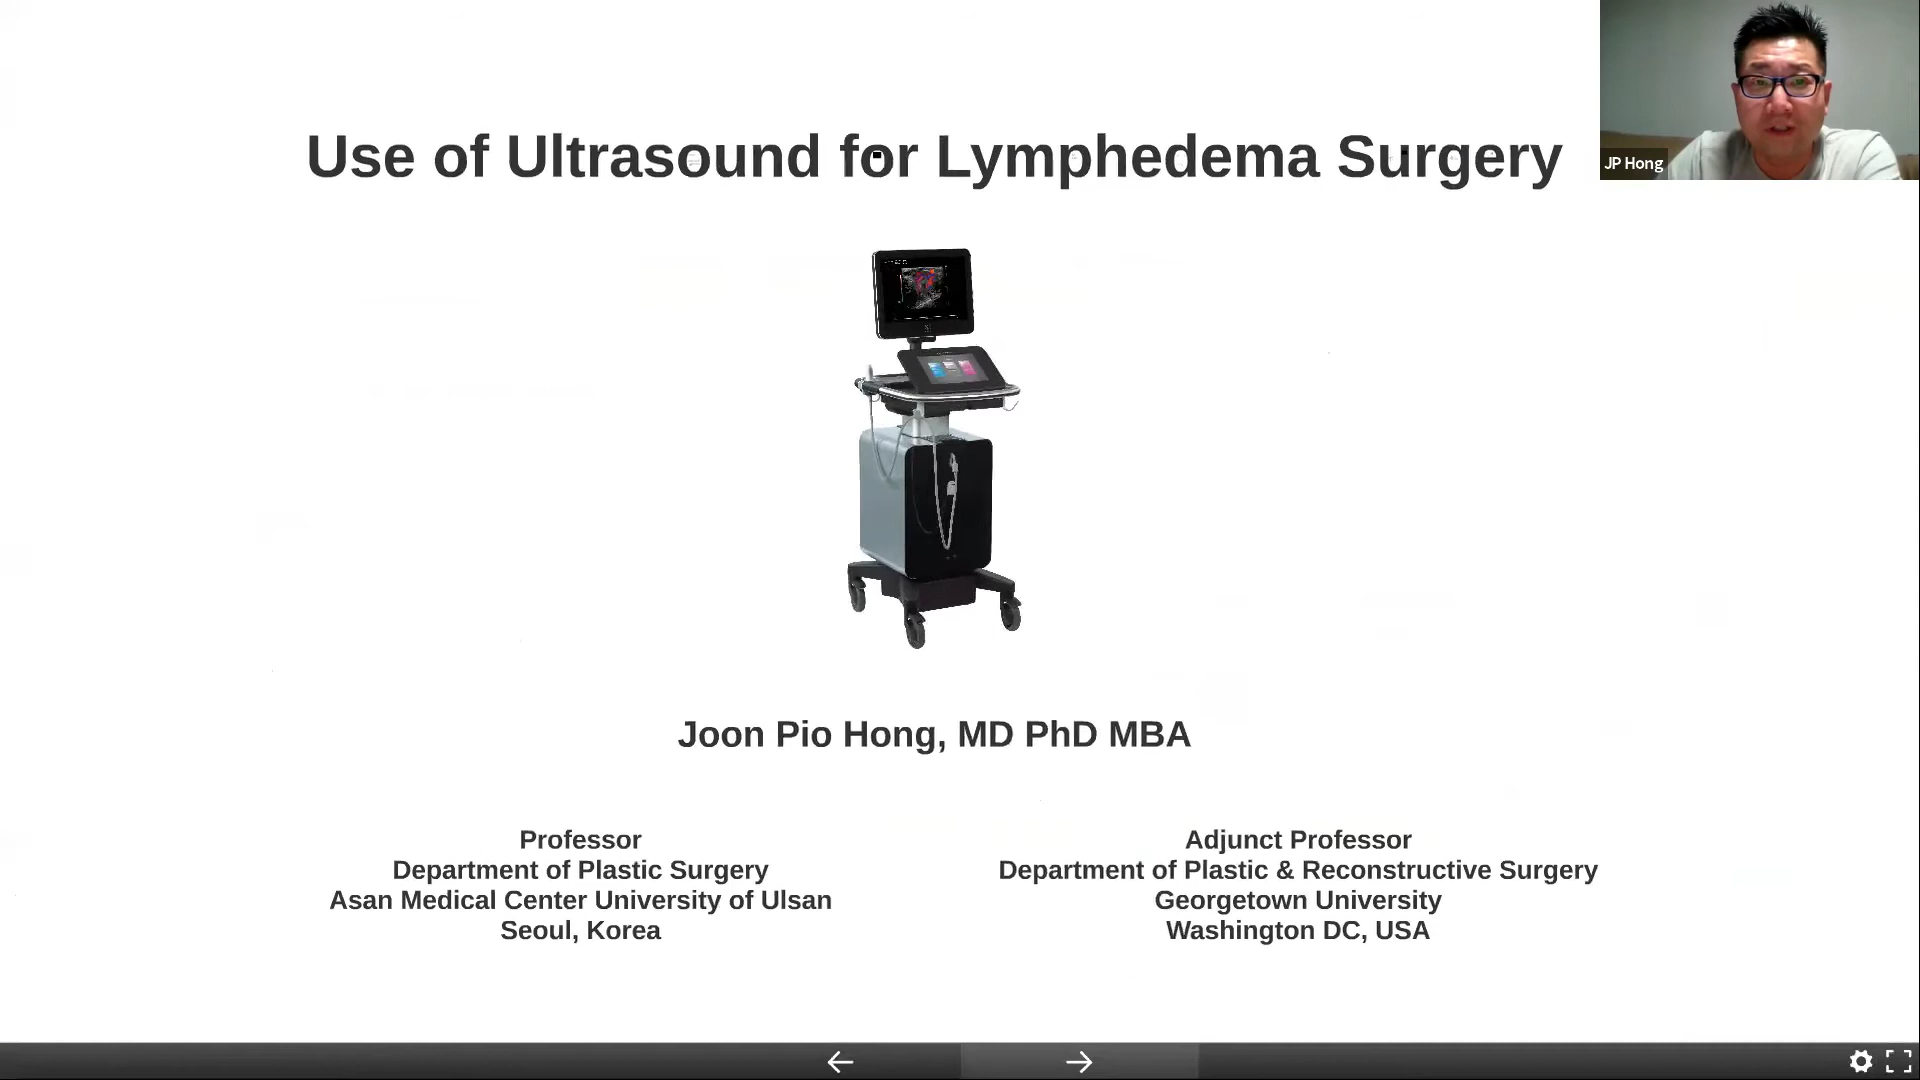 Use of Ultrasound for Lymphedema Surgery
JP Hong
Joon Pio Hong, MD PhD MBA
Professor
Department of Plastic Surgery
Asan Medical Center University of Ulsan
Seoul, Korea
Adjunct Professor
Department of Plastic & Reconstructive Surgery
Georgetown University
Washington DC, USA